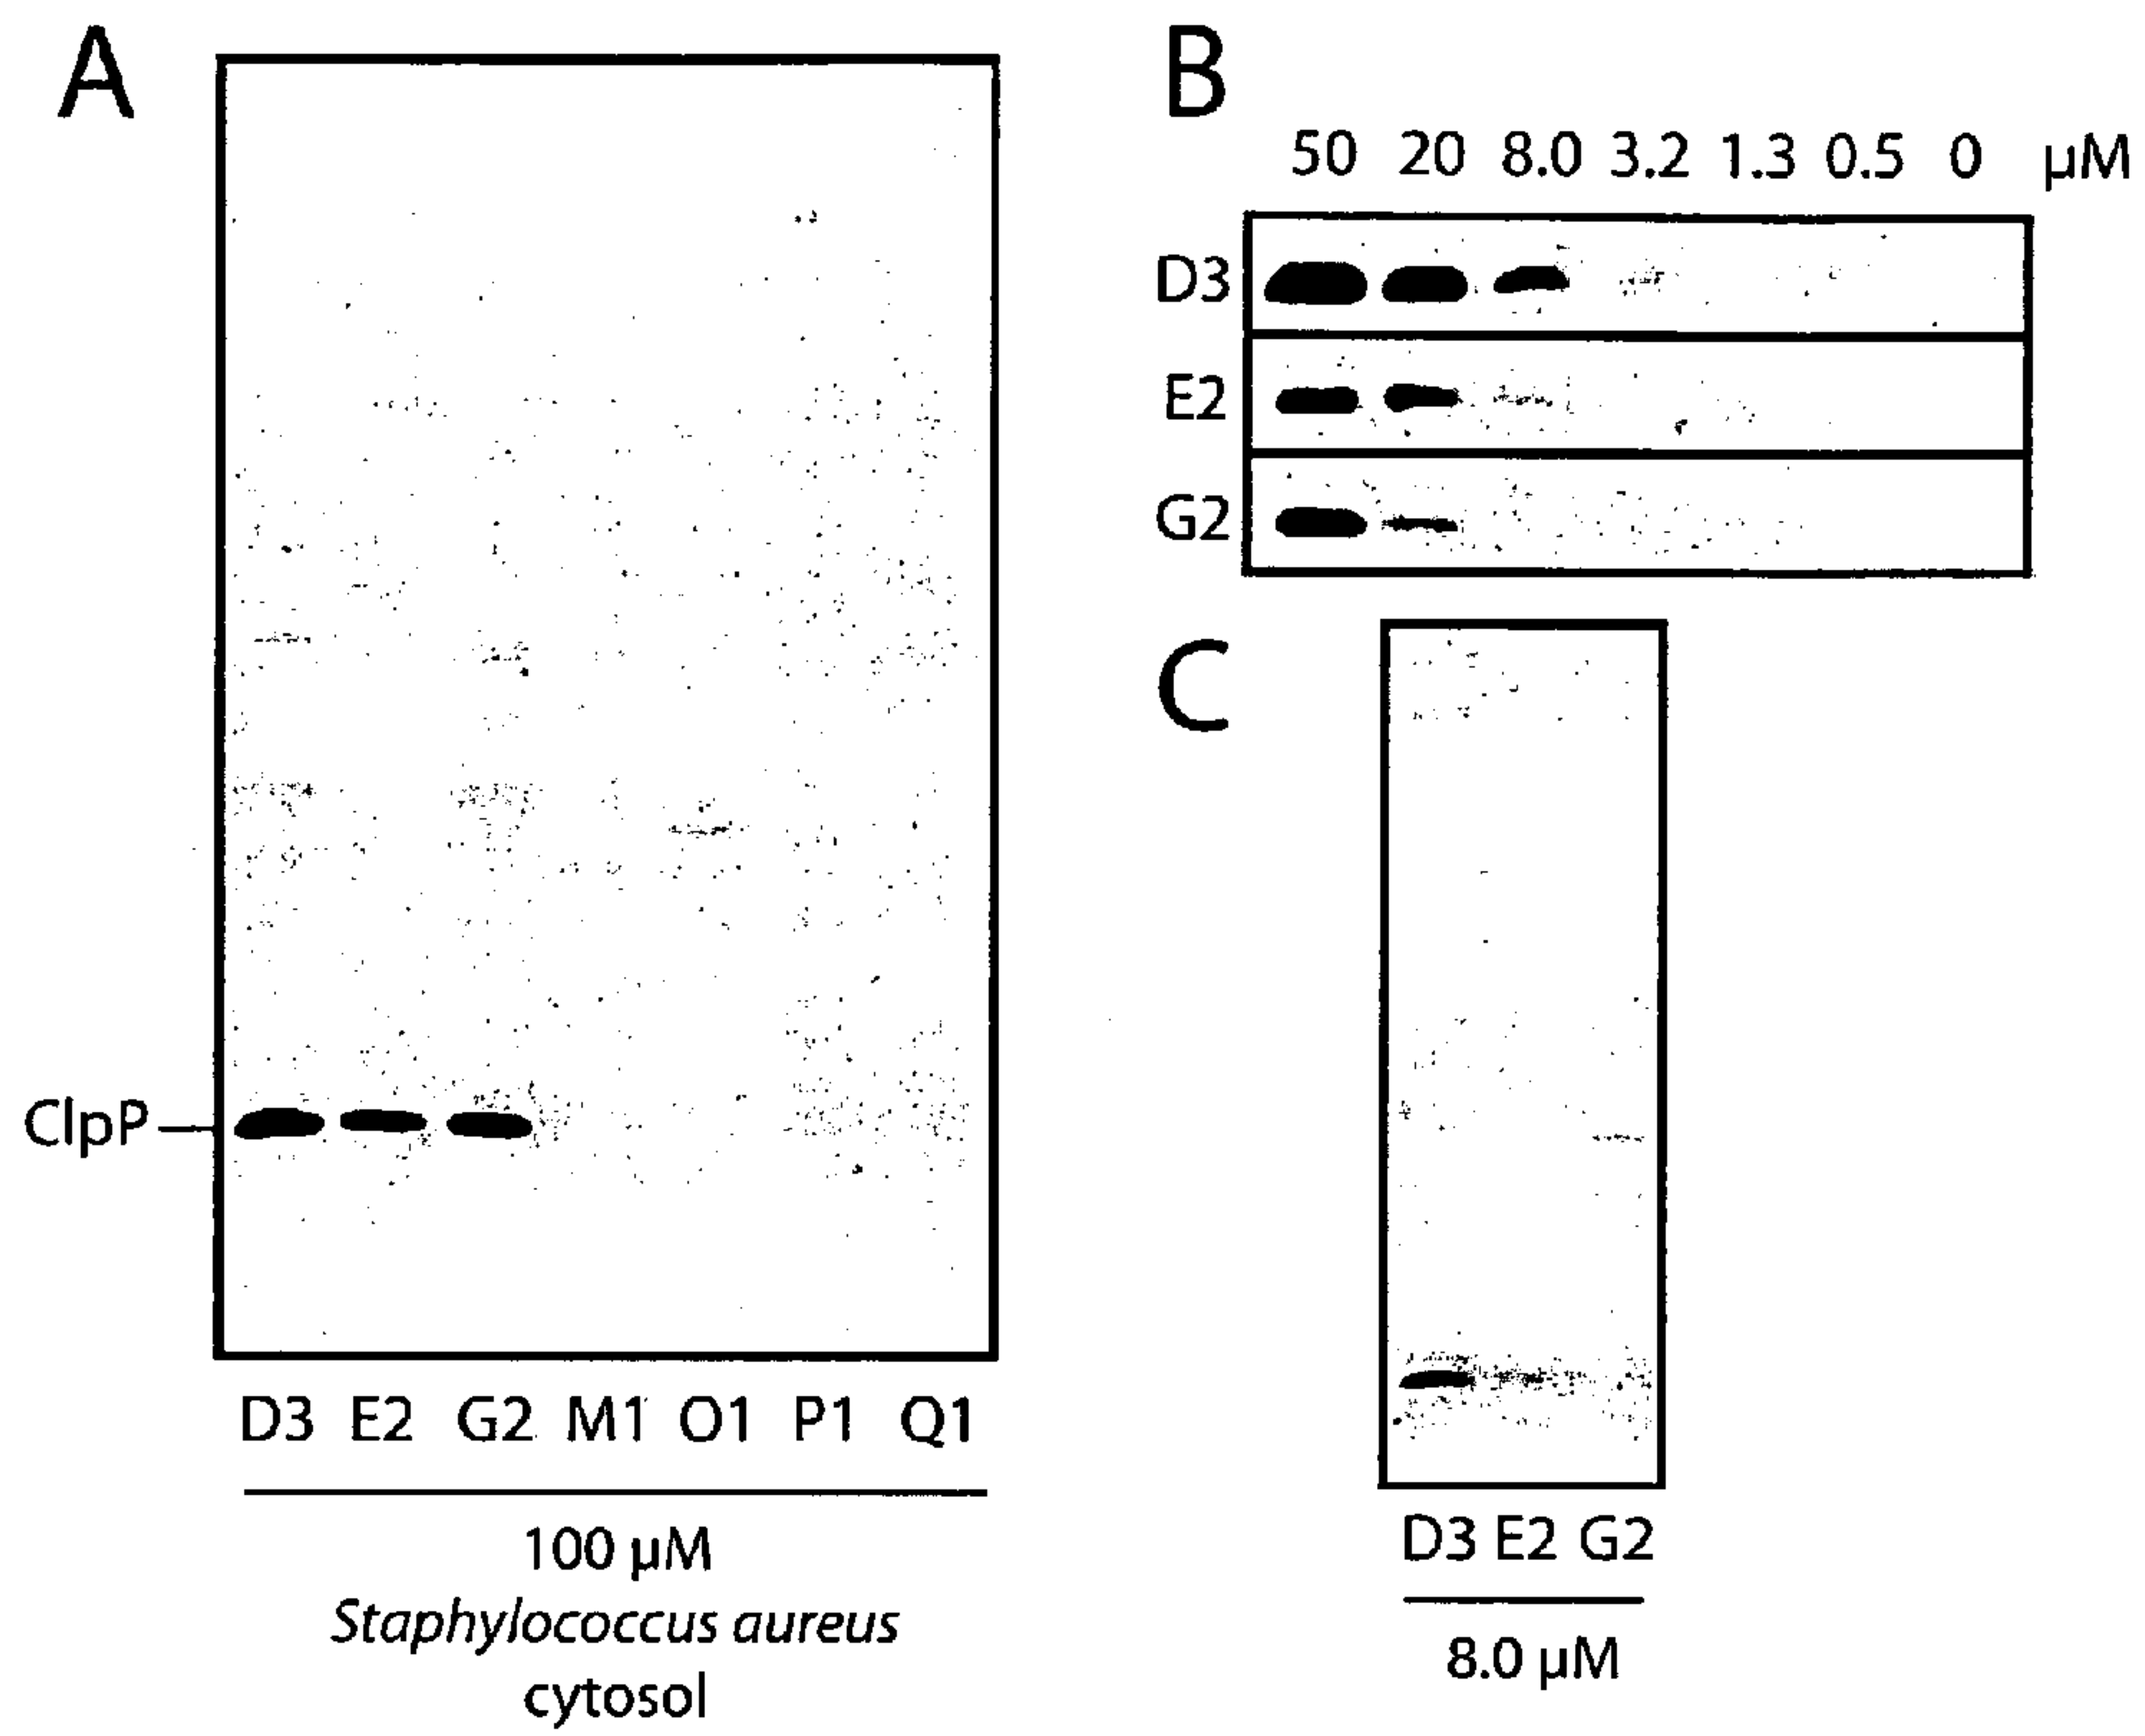 A
ClpP
D3 E2 G2 M1 O1 P1 Q1
100 µM
Staphylococcus aureus
cytosol
B
50 20 8.0 3.2 1.3 0.5 0 µM
D3
E2
G2
C
D3 E2 G2
8.0 µM